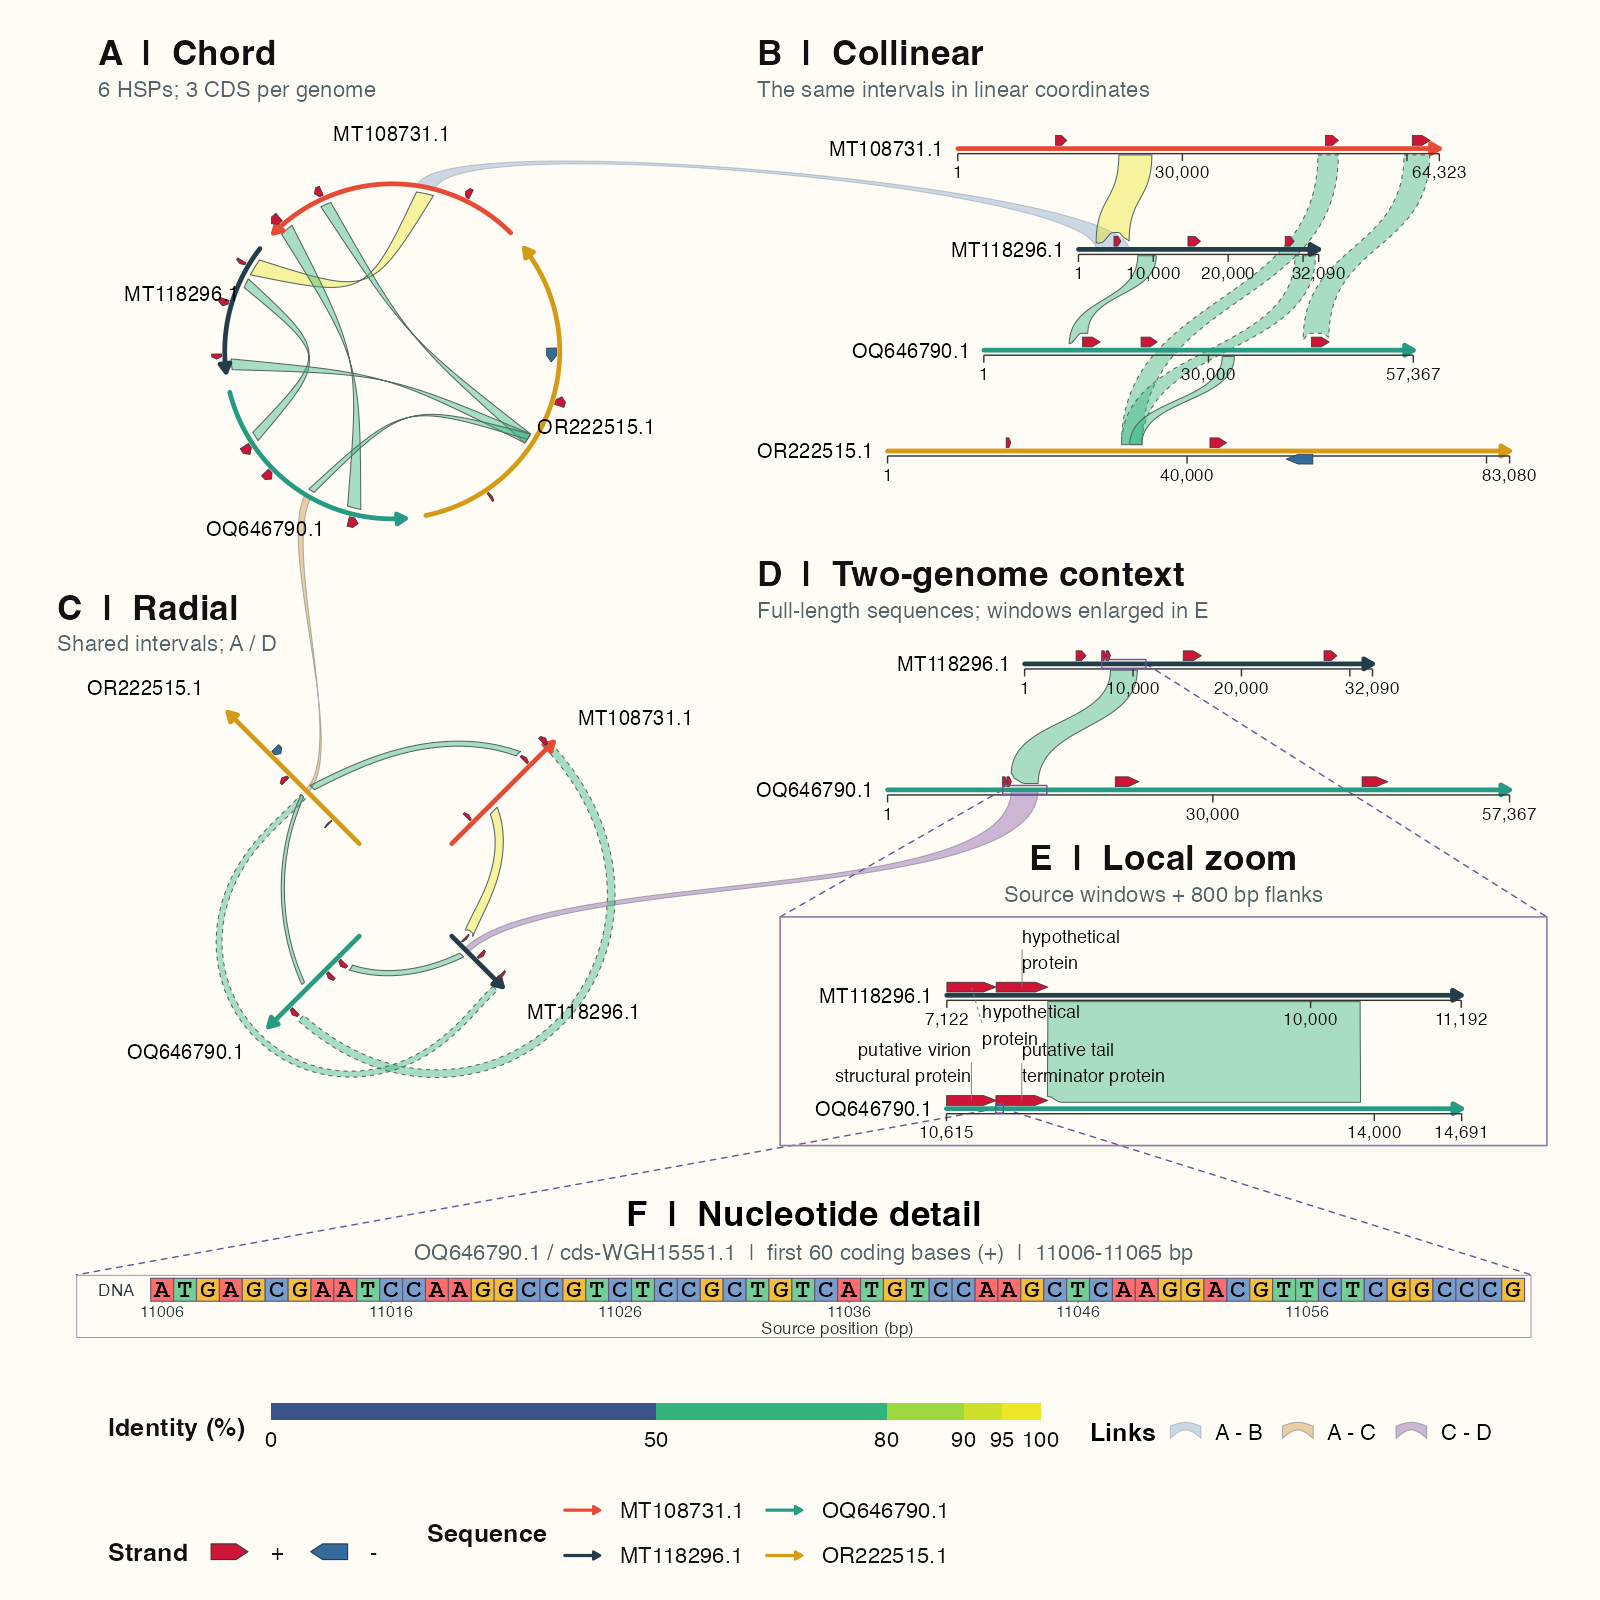 A | Chord
6 HSPs; 3 CDS per genome
MT108731.1
MT118296.1
OR222515.1
OQ646790.1
B | Collinear
The same intervals in linear coordinates
MT108731.1
1
30,000
64,323
MT118296.1
1
10,000
20,000
32,090
OQ646790.1
1
30,000
57,367
OR222515.1
1
40,000
83,080
C | Radial
Shared intervals; A / D
OR222515.1
MT108731.1
MT118296.1
OQ646790.1
D | Two-genome context
Full-length sequences; windows enlarged in E
MT118296.1
1
10,000
20,000
32,090
OQ646790.1
1
30,000
57,367
E | Local zoom
Source windows + 800 bp flanks
hypothetical
protein
MT118296.1
7,122
10,000
11,192
hypothetical
protein
putative virion
structural protein
putative tail
terminator protein
OQ646790.1
10,615
14,000
14,691
F | Nucleotide detail
OQ646790.1 / cds-WGH15551.1 | first 60 coding bases (+) | 11006-11065 bp
DNA
A T G A G C G A A T C C A A G G C C G T C T C C G C T G T C A T G T C C A A G C T C A A G G A C G T T C T C G G C C C G
11006 11016 11026 11036 11046 11056
Source position (bp)
Identity (%)
0 50 80 90 95 100
Links A - B A - C C - D
Strand + -
Sequence
MT108731.1 OQ646790.1
MT118296.1 OR222515.1